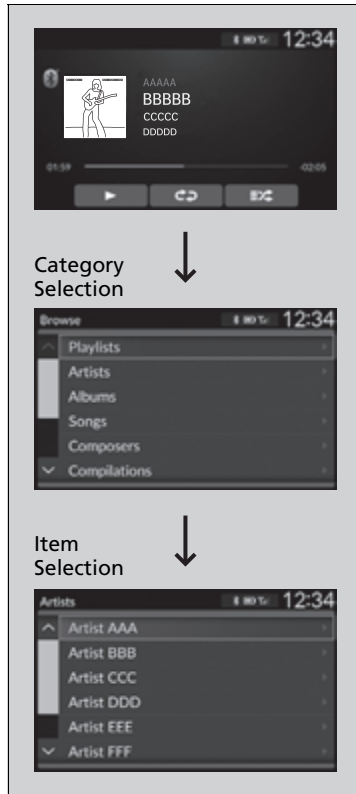 12:34
AAAAA
BBBBB
CCCCC
DDDDD
01:59 -02:05
Category
Selection
Browse 12:34
Playlists
Artists
Albums
Songs
Composers
Compilations
Item
Selection
Artists 12:34
Artist AAA
Artist BBB
Artist CCC
Artist DDD
Artist EEE
Artist FFF